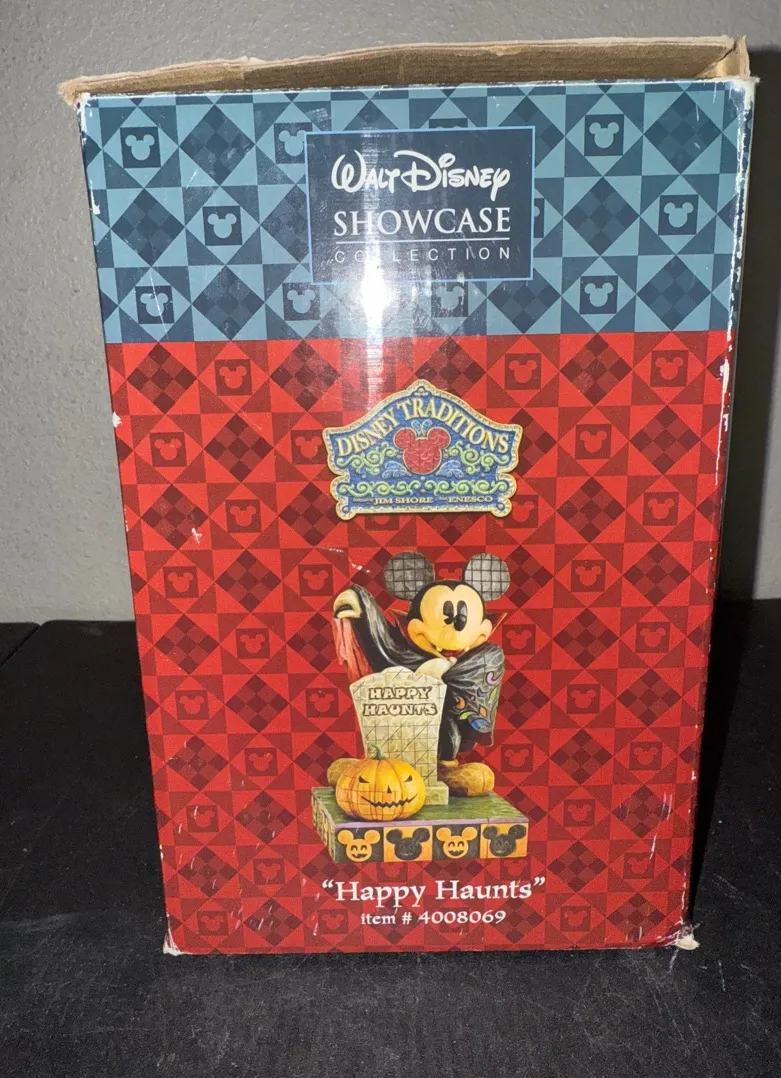 Walt Disney
SHOWCASE
COLLECTION
DISNEY TRADITIONS
JIM SHORE ENESCO
HAPPY
HAUNTS
"Happy Haunts"
item # 4008069